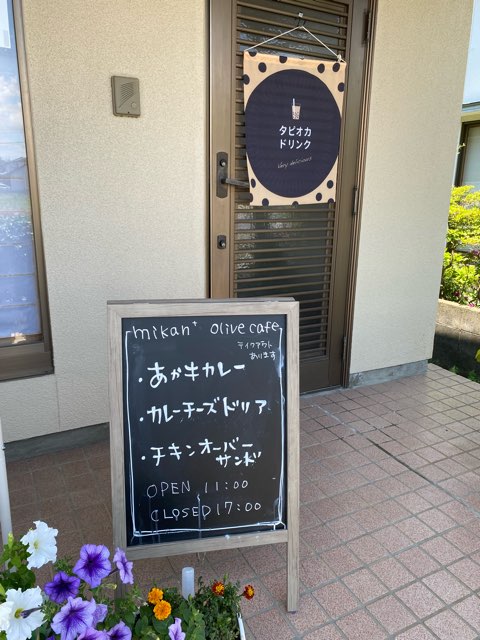 タピオカ
ドリンク
very delicious
mikan⁺ olive cafe
テイクアウト
あります
・あか牛カレー
・カレーチーズドリア
・チキンオーバー
サンド
OPEN 11:00
CLOSED 17:00